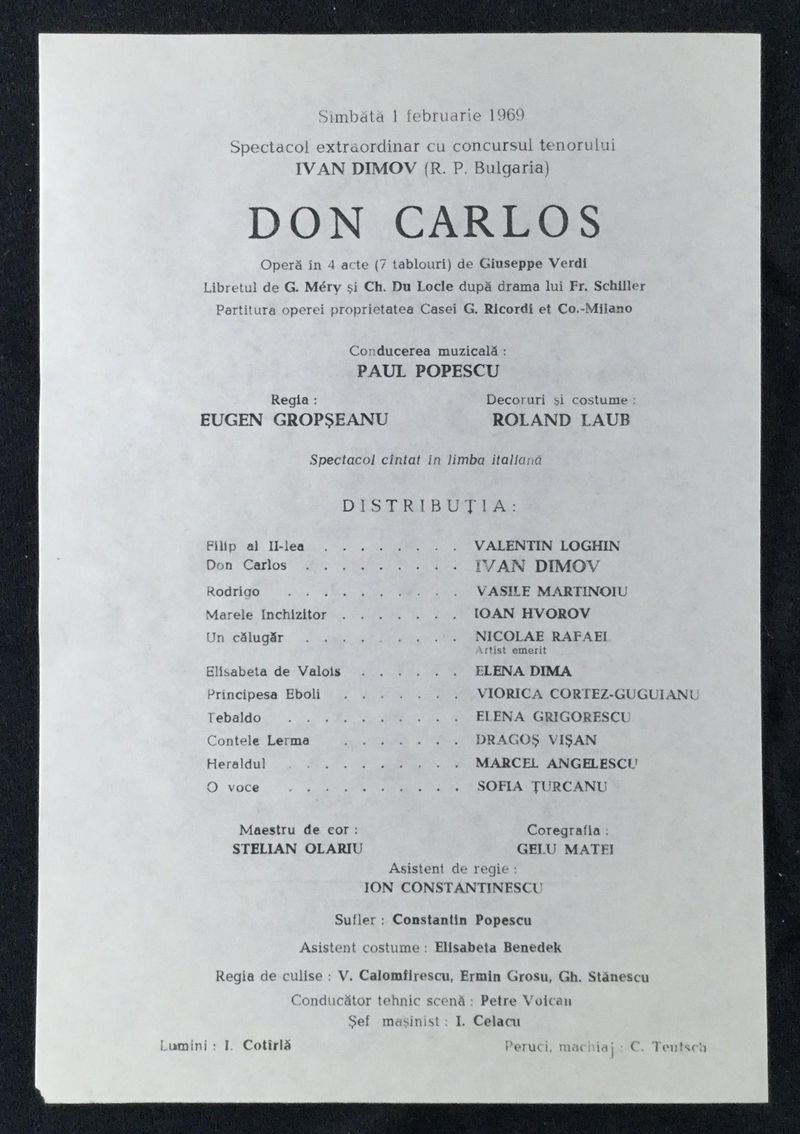 Simbătă 1 februarie 1969
Spectacol extraordinar cu concursul tenorului
IVAN DIMOV (R. P. Bulgaria)
DON CARLOS
Operă în 4 acte (7 tablouri) de Giuseppe Verdi
Libretul de G. Méry și Ch. Du Locle după drama lui Fr. Schiller
Partitura operei proprietatea Casei G. Ricordi et Co.-Milano
Conducerea muzicală :
PAUL POPESCU
Regia :
EUGEN GROPȘEANU
Decoruri și costume :
ROLAND LAUB
Spectacol cîntat în limba italiană
DISTRIBUȚIA:
Filip al II-lea . . . . . . . . VALENTIN LOGHIN
Don Carlos . . . . . . . . . IVAN DIMOV
Rodrigo . . . . . . . . . . VASILE MARTINOIU
Marele Inchizitor . . . . . . . IOAN HVOROV
Un călugăr . . . . . . . . . NICOLAE RAFAEL
Artist emerit
Elisabeta de Valois . . . . . . ELENA DIMA
Principesa Eboli . . . . . . . VIORICA CORTEZ-GUGUIANU
Tebaldo . . . . . . . . . . ELENA GRIGORESCU
Contele Lerma . . . . . . . DRAGOȘ VIȘAN
Heraldul . . . . . . . . . . MARCEL ANGELESCU
O voce . . . . . . . . . . SOFIA ȚURCANU
Maestru de cor :
STELIAN OLARIU
Coregrafia :
GELU MATEI
Asistent de regie :
ION CONSTANTINESCU
Sufler : Constantin Popescu
Asistent costume : Elisabeta Benedek
Regia de culise : V. Calomfirescu, Ermin Grosu, Gh. Stănescu
Conducător tehnic scenă : Petre Volcan
Șef mașinist : I. Celacu
Lumini : I. Cotîrlă
Peruci, machiaj : C. Teutsch